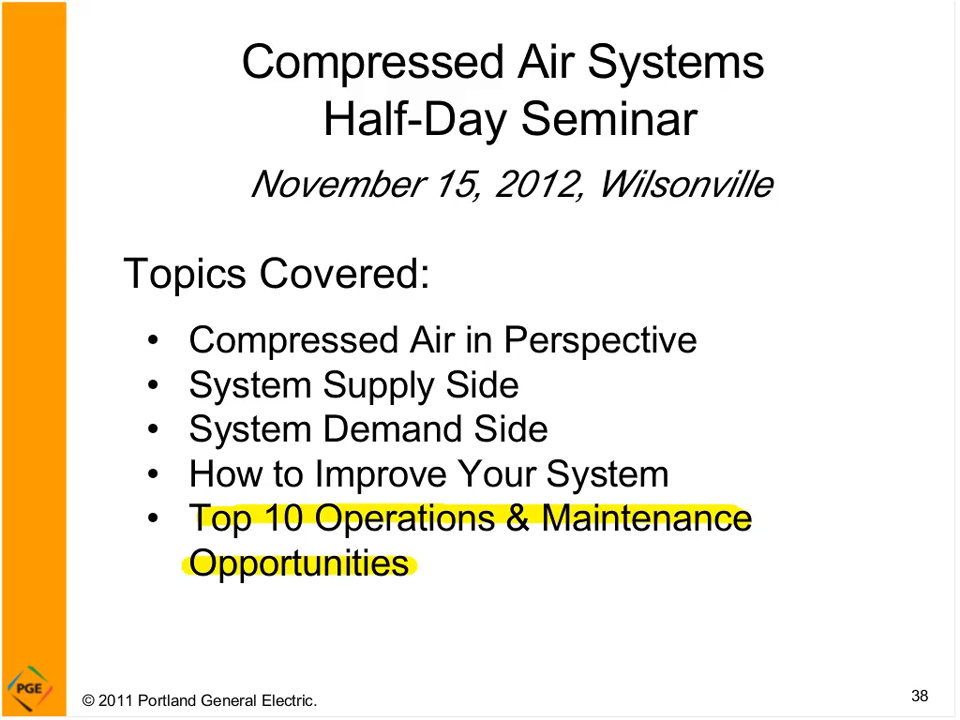 Compressed Air Systems
Half-Day Seminar
November 15, 2012, Wilsonville
Topics Covered:
• Compressed Air in Perspective
• System Supply Side
• System Demand Side
• How to Improve Your System
• Top 10 Operations & Maintenance
Opportunities
PGE
© 2011 Portland General Electric.
38